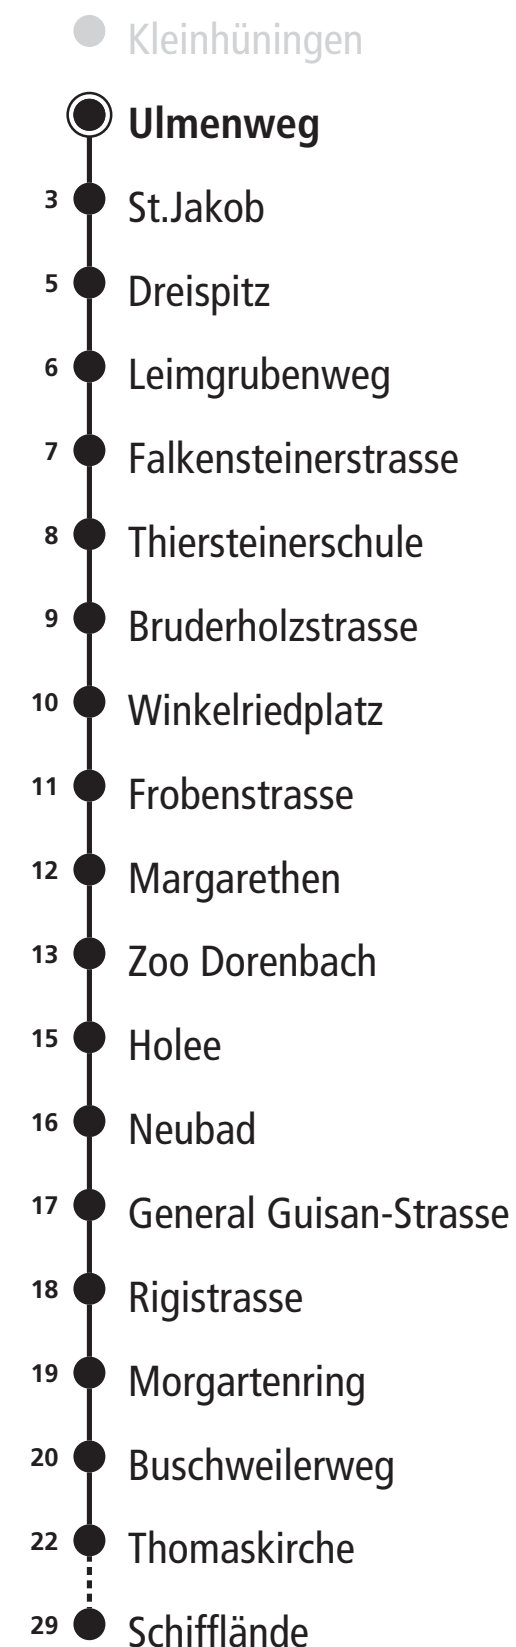 Kleinhüningen
Ulmenweg
3 St.Jakob
5 Dreispitz
6 Leimgrubenweg
7 Falkensteinerstrasse
8 Thiersteinerschule
9 Bruderholzstrasse
10 Winkelriedplatz
11 Frobenstrasse
12 Margarethen
13 Zoo Dorenbach
15 Holee
16 Neubad
17 General Guisan-Strasse
18 Rigistrasse
19 Morgartenring
20 Buschweilerweg
22 Thomaskirche
29 Schifflände